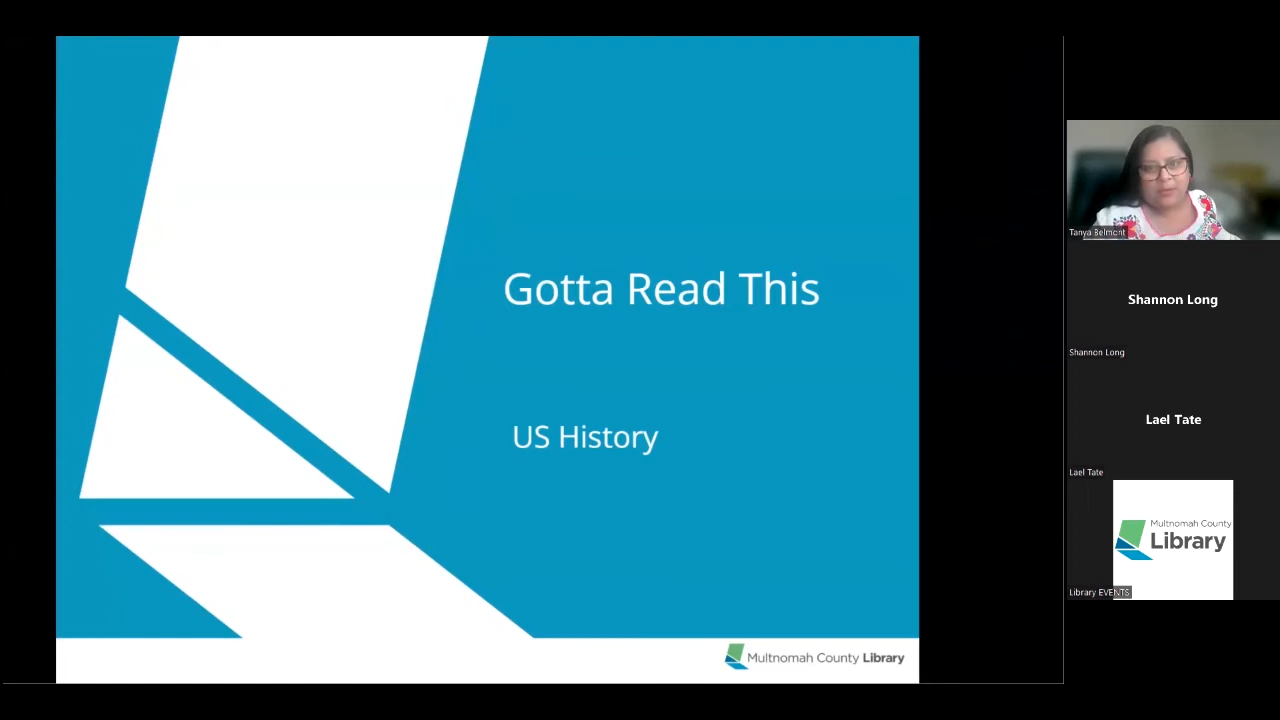 Gotta Read This
US History
Multnomah County Library
Tanya Belmont
Shannon Long
Shannon Long
Lael Tate
Lael Tate
Multnomah County
Library
Library EVENTS